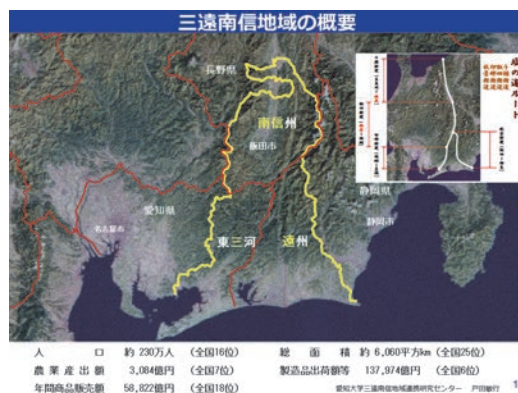 三遠南信地域の概要
長野県
南信州
飯田市
愛知県
名古屋市
東三河
遠州
静岡県
静岡市
塩の道ルート
人口 約 230万人 (全国16位)
総面積 約 6,060平方km (全国25位)
農業産出額 3,084億円 (全国7位)
製造品出荷額等 137,974億円 (全国6位)
年間商品販売額 58,822億円 (全国18位)
愛知大学三遠南信地域連携研究センター 戸田敏行
1